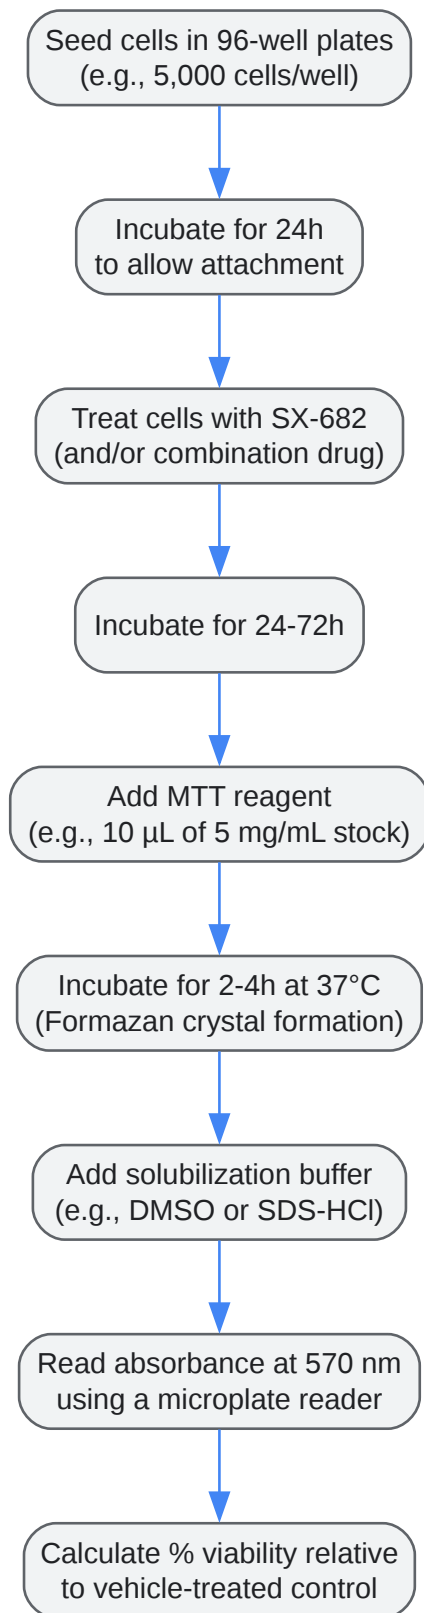 Seed cells in 96-well plates
(e.g., 5,000 cells/well)
Incubate for 24h
to allow attachment
Treat cells with SX-682
(and/or combination drug)
Incubate for 24-72h
Add MTT reagent
(e.g., 10 µL of 5 mg/mL stock)
Incubate for 2-4h at 37°C
(Formazan crystal formation)
Add solubilization buffer
(e.g., DMSO or SDS-HCl)
Read absorbance at 570 nm
using a microplate reader
Calculate % viability relative
to vehicle-treated control